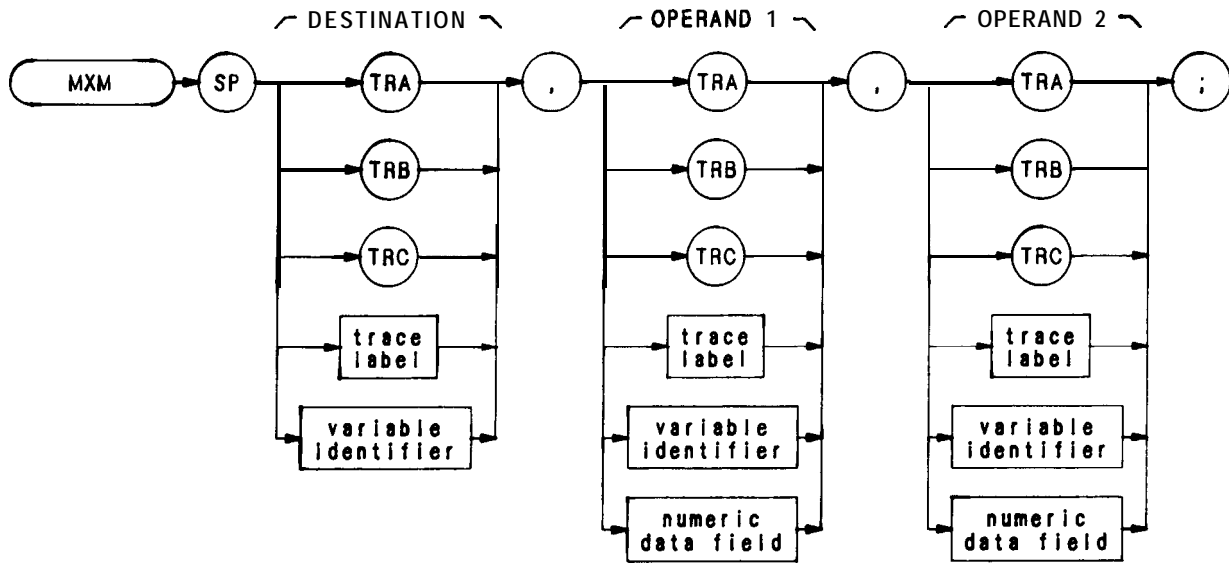 DESTINATION OPERAND 1 OPERAND 2
MXM SP TRA , TRA , TRA ;
TRB TRB TRB
TRC TRC TRC
trace trace trace
label label label
variable variable variable
identifier identifier identifier
numeric numeric
data field data field